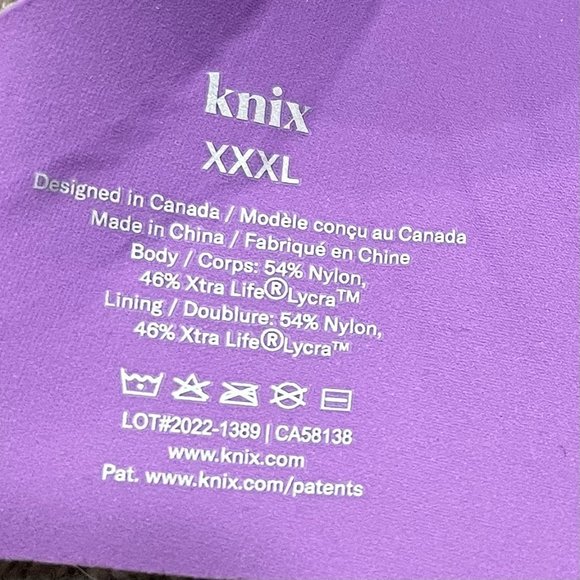 knix
XXXL
Designed in Canada / Modèle conçu au Canada
Made in China / Fabriqué en Chine
Body / Corps: 54% Nylon,
46% Xtra Life®Lycra™
Lining / Doublure: 54% Nylon,
46% Xtra Life®Lycra™
LOT#2022-1389 | CA58138
www.knix.com
Pat. www.knix.com/patents